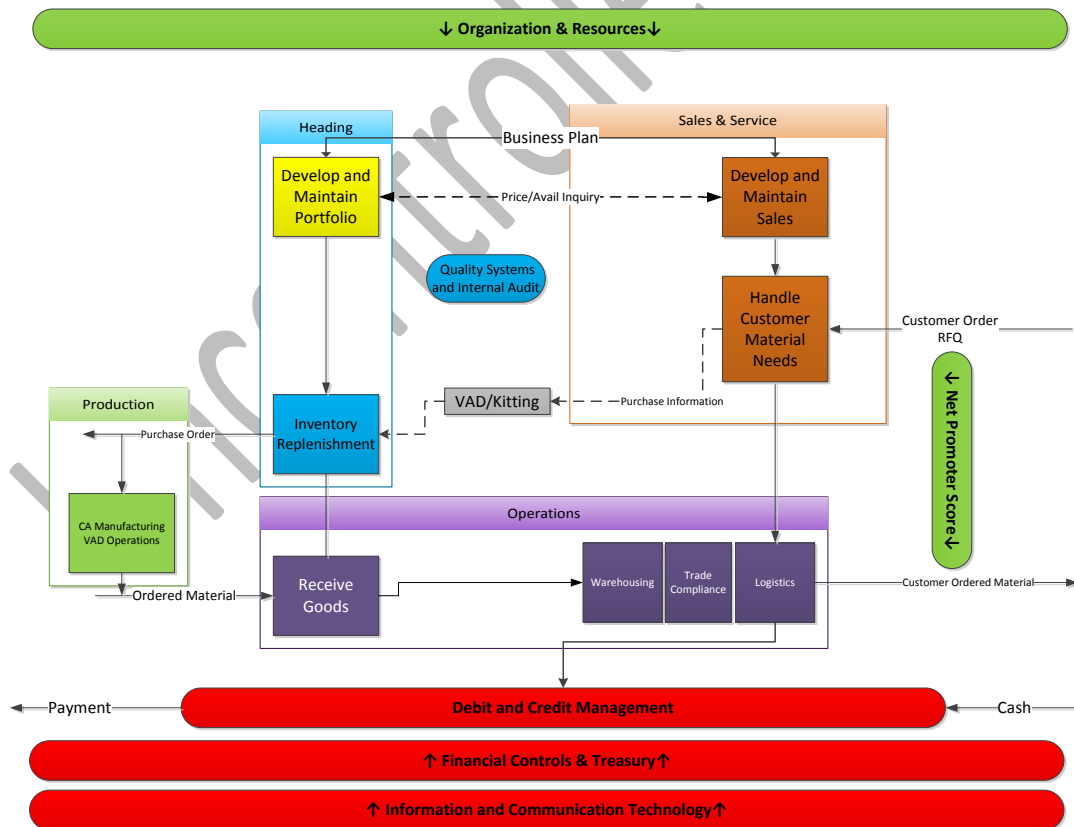 ↓ Organization & Resources↓
Heading
Sales & Service
Business Plan
Develop and
Maintain
Portfolio
Price/Avail Inquiry
Develop and
Maintain
Sales
Quality Systems
and Internal Audit
Handle
Customer
Material
Needs
Customer Order
RFQ
↓ Net Promoter Score↓
Production
VAD/Kitting
Purchase Information
Purchase Order
Inventory
Replenishment
CA Manufacturing
VAD Operations
Operations
Ordered Material
Receive
Goods
Warehousing
Trade
Compliance
Logistics
Customer Ordered Material
Payment
Debit and Credit Management
Cash
↑ Financial Controls & Treasury↑
↑ Information and Communication Technology↑